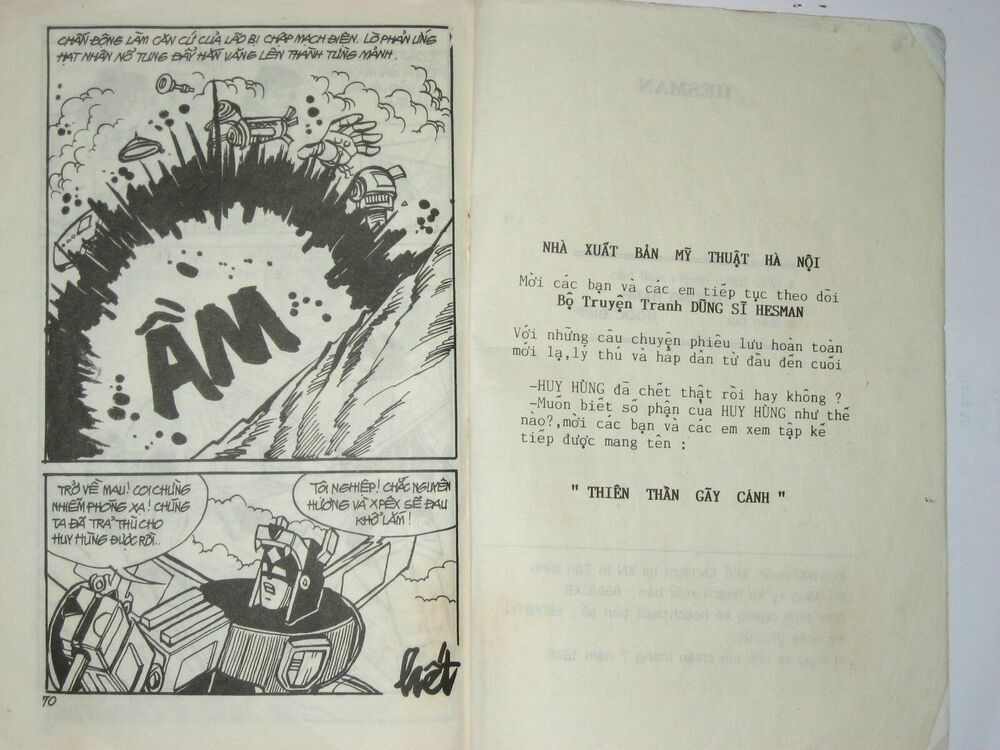 CHẤN ĐỘNG LÀM CĂN CỨ CỦA LÃO BỊ CHẬP MẠCH ĐIỆN. LÒ PHẢN ỨNG
HẠT NHÂN NỔ TUNG ĐẨY HẮN VĂNG LÊN THÀNH TỪNG MẢNH.
ẦM
TRỞ VỀ MAU! COI CHỪNG
NHIỄM PHÓNG XẠ! CHÚNG
TA ĐÃ TRẢ THÙ CHO
HUY HÙNG ĐƯỢC RỒI..
TỘI NGHIỆP! CHẮC NGUYÊN
HƯƠNG VÀ XPÊX SẼ ĐAU
KHỔ LẮM!
hết
70
HESMAN
NHÀ XUẤT BẢN MỸ THUẬT HÀ NỘI
Mời các bạn và các em tiếp tục theo dõi
Bộ Truyện Tranh DŨNG SĨ HESMAN
Với những câu chuyện phiêu lưu hoàn toàn
mới lạ,lý thú và hấp dẫn từ đầu đến cuối
-HUY HÙNG đã chết thật rồi hay không ?
-Muốn biết số phận của HUY HÙNG như thế
nào?,mời các bạn và các em xem tập kế
tiếp được mang tên :
" THIÊN THẦN GÃY CÁNH "